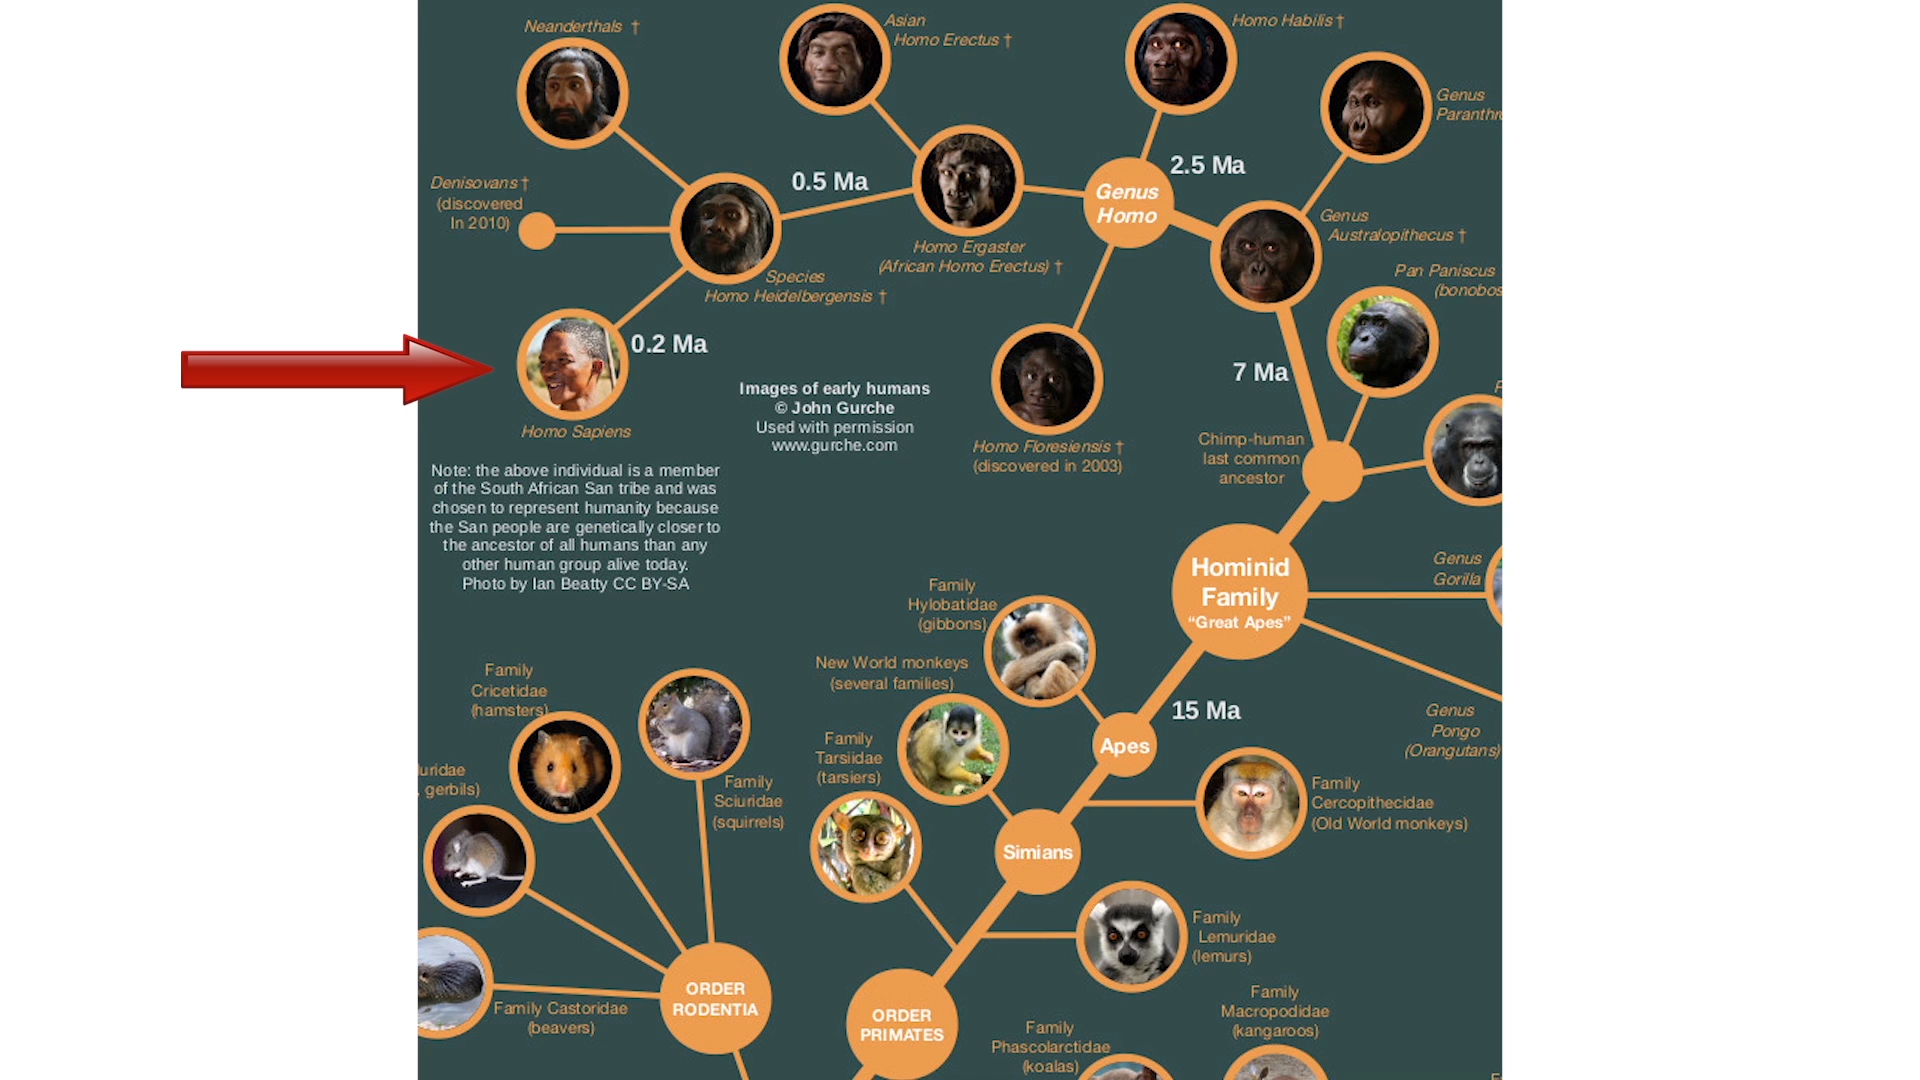 Neanderthals †
Asian
Homo Erectus †
Homo Habilis †
Genus
Denisovans †
(discovered
In 2010)
0.5 Ma
2.5 Ma
Genus
Homo
Genus
Australopithecus †
Homo Ergaster
(African Homo Erectus) †
Species
Homo Heidelbergensis †
Pan Paniscus
(bonobos
0.2 Ma
7 Ma
Images of early humans
© John Gurche
Used with permission
www.gurche.com
Homo Sapiens
Homo Floresiensis †
(discovered in 2003)
Chimp-human
last common
ancestor
Note: the above individual is a member
of the South African San tribe and was
chosen to represent humanity because
the San people are genetically closer to
the ancestor of all humans than any
other human group alive today.
Photo by Ian Beatty CC BY-SA
Hominid
Family
“Great Apes”
Genus
Gorilla
Family
Hylobatidae
(gibbons)
New World monkeys
(several families)
Family
Cricetidae
(hamsters)
15 Ma
Genus
Pongo
(Orangutans)
Apes
Family
Tarsiidae
(tarsiers)
gerbils)
Family
Sciuridae
(squirrels)
Family
Cercopithecidae
(Old World monkeys)
Simians
Family
Lemuridae
(lemurs)
ORDER
RODENTIA
Family Castoridae
(beavers)
ORDER
PRIMATES
Family
Macropodidae
(kangaroos)
Family
Phascolarctidae
(koalas)